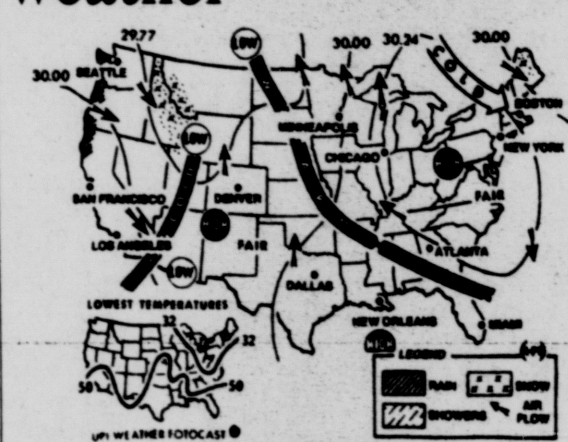 Weather
29.77
30.00
30.24
30.00
30.00
COLD
SEATTLE
LOW
BOSTON
MINNEAPOLIS
NEW YORK
LOW
CHICAGO
SAN FRANCISCO
DENVER
FAIR
LOS ANGELES
FAIR
ATLANTA
LOW
DALLAS
LOWEST TEMPERATURES
NEW ORLEANS
MIAMI
32
32
50
50
LEGEND
RAIN
SNOW
SHOWERS
AIR
FLOW
UPI WEATHER FOTOCAST